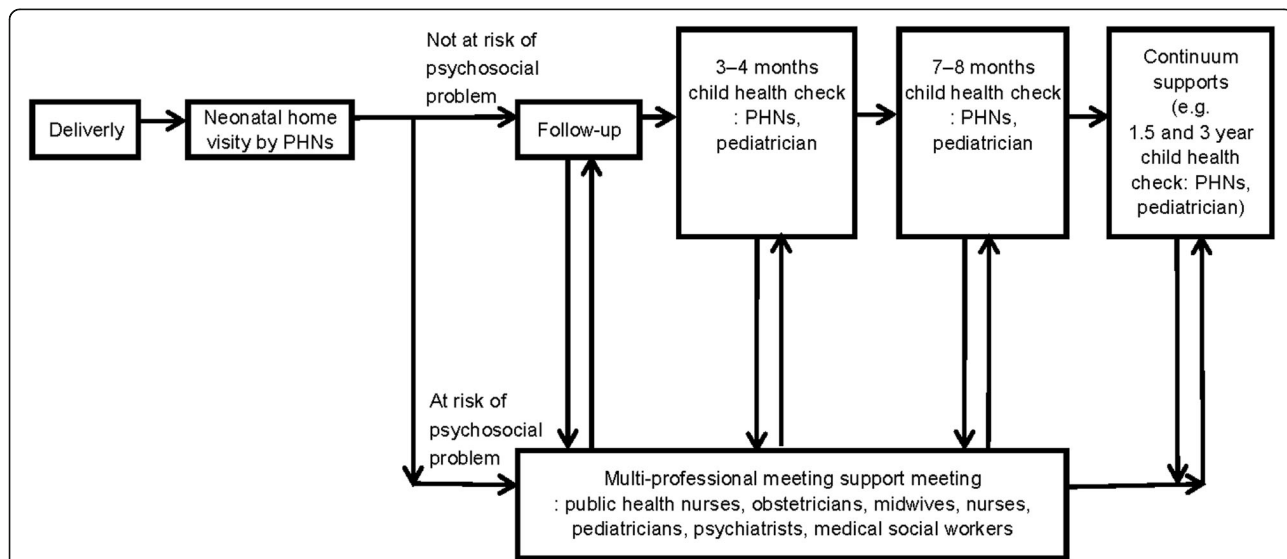 Deliverly
Neonatal home
visity by PHNs
Not at risk of
psychosocial
problem
Follow-up
3–4 months
child health check
: PHNs,
pediatrician
7–8 months
child health check
: PHNs,
pediatrician
Continuum
supports
(e.g.
1.5 and 3 year
child health
check: PHNs,
pediatrician)
At risk of
psychosocial
problem
Multi-professional meeting support meeting
: public health nurses, obstetricians, midwives, nurses,
pediatricians, psychiatrists, medical social workers